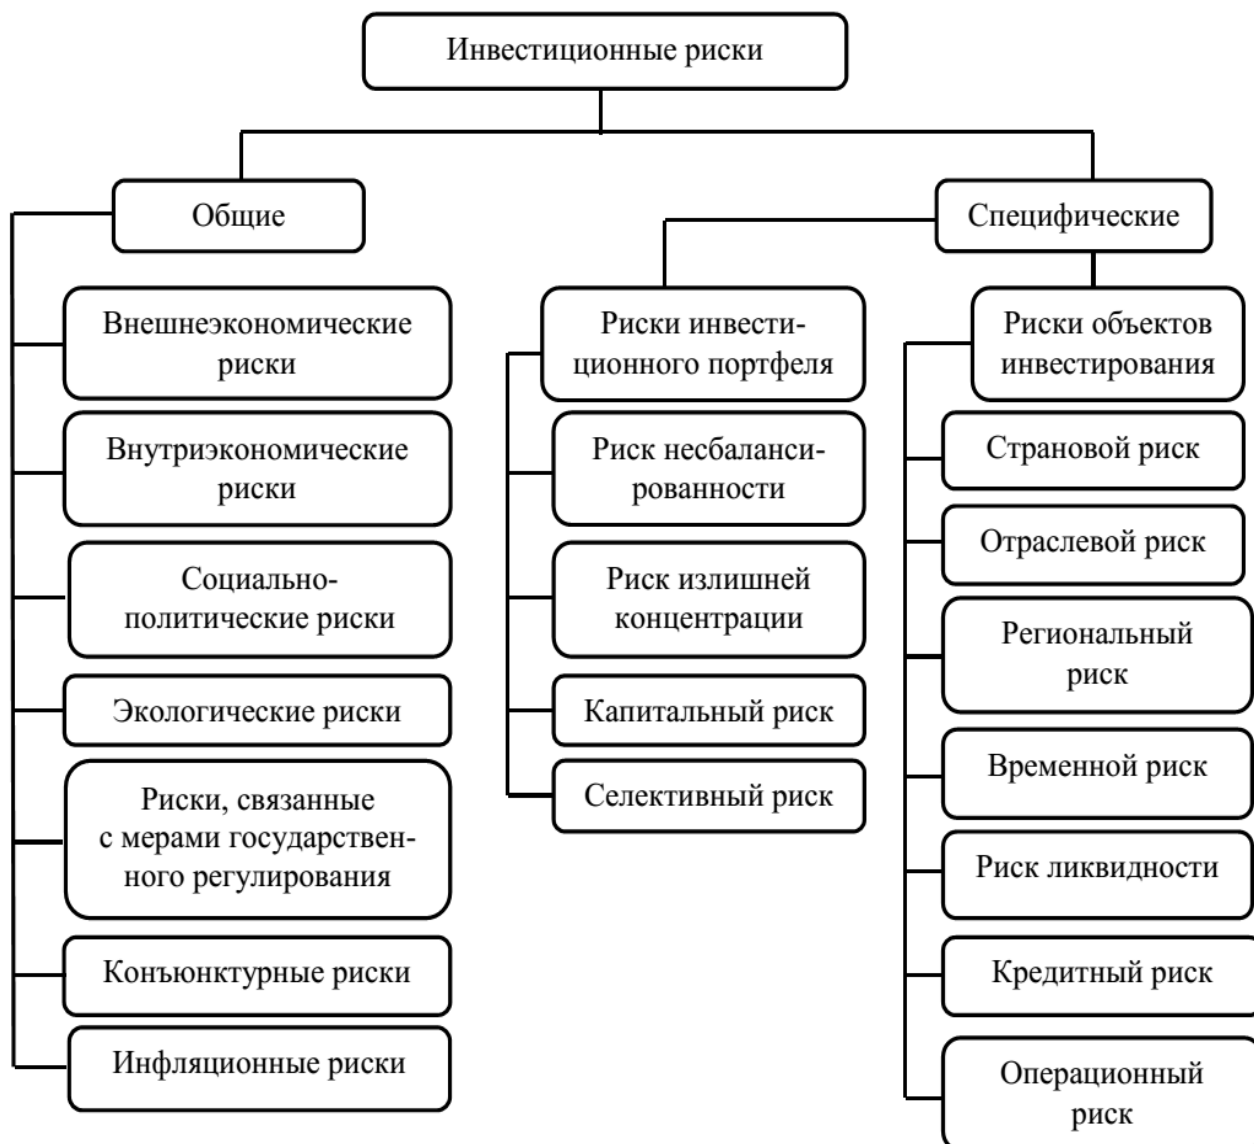 Инвестиционные риски
Общие
Специфические
Внешнеэкономические
риски
Внутриэкономические
риски
Социально-
политические риски
Экологические риски
Риски, связанные
с мерами государствен-
ного регулирования
Конъюнктурные риски
Инфляционные риски
Риски инвести-
ционного портфеля
Риск несбаланси-
рованности
Риск излишней
концентрации
Капитальный риск
Селективный риск
Риски объектов
инвестирования
Страновой риск
Отраслевой риск
Региональный
риск
Временной риск
Риск ликвидности
Кредитный риск
Операционный
риск